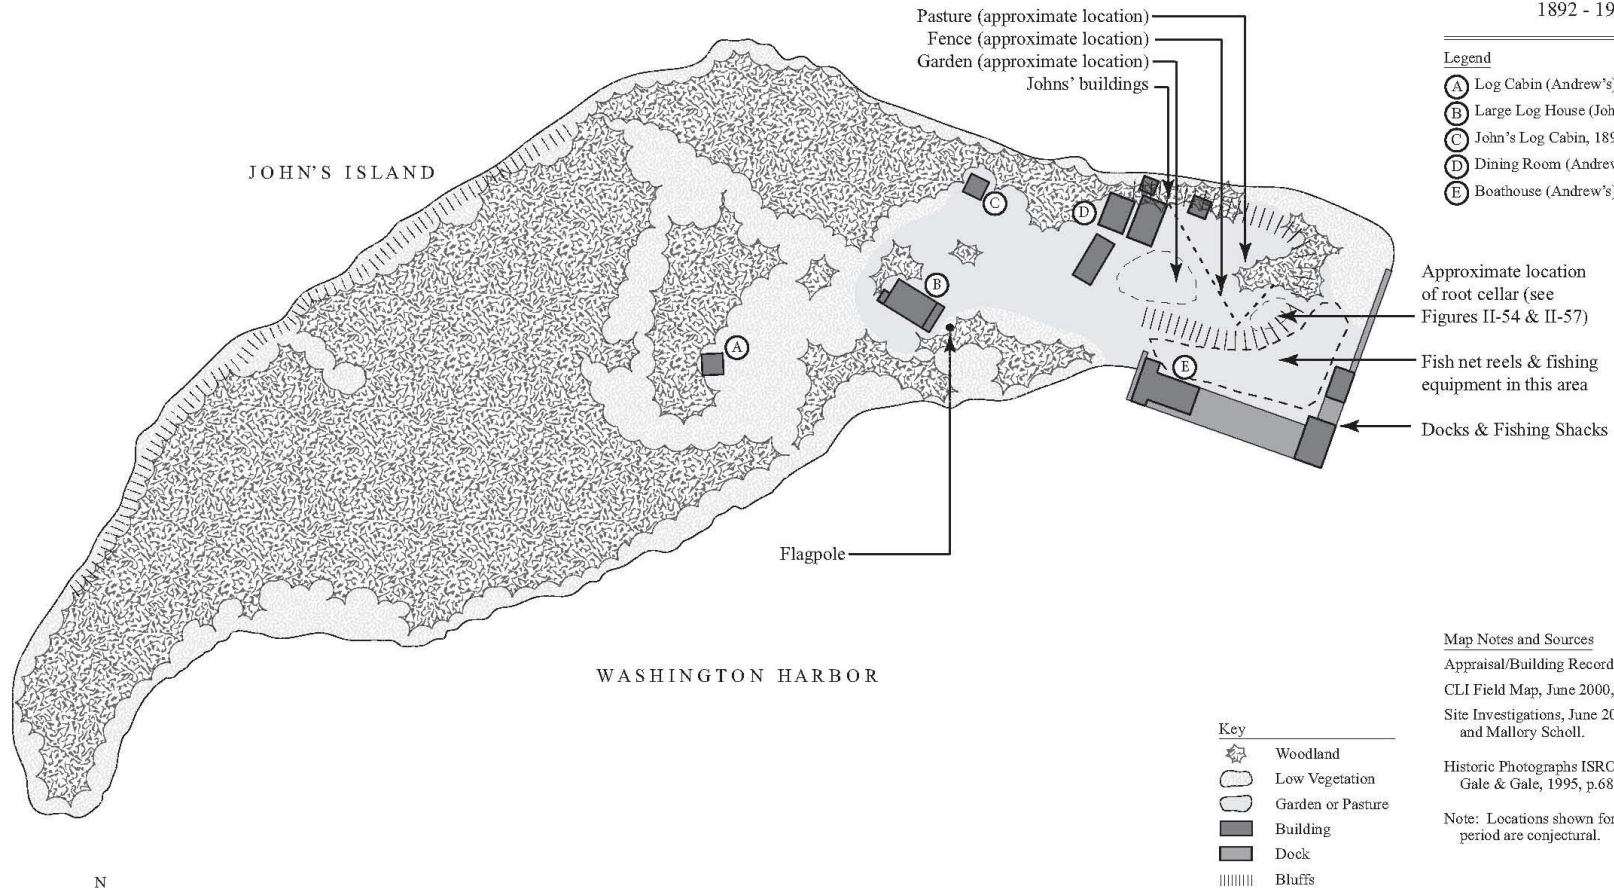 1892 - 19
Pasture (approximate location)
Fence (approximate location)
Garden (approximate location)
Johns' buildings
Legend
A Log Cabin (Andrew's)
B Large Log House (Joh
C John's Log Cabin, 189
D Dining Room (Andrew
E Boathouse (Andrew's)
JOHN'S ISLAND
C
D
B
A
E
Approximate location
of root cellar (see
Figures II-54 & II-57)
Fish net reels & fishing
equipment in this area
Docks & Fishing Shacks
Flagpole
WASHINGTON HARBOR
Map Notes and Sources
Appraisal/Building Record
CLI Field Map, June 2000,
Site Investigations, June 20
and Mallory Scholl.
Historic Photographs ISRO
Gale & Gale, 1995, p.68
Note: Locations shown for
period are conjectural.
Key
Woodland
Low Vegetation
Garden or Pasture
Building
Dock
Bluffs
N